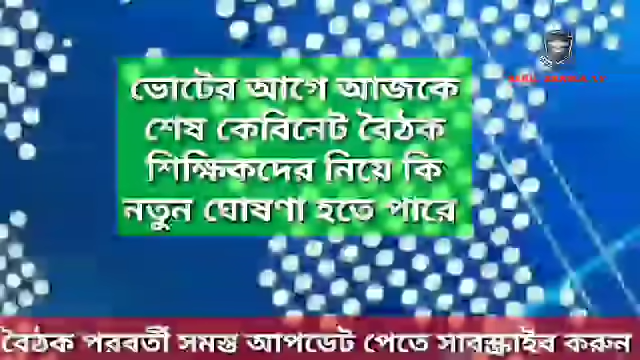 ভোটের আগে আজকে
শেষ কেবিনেট বৈঠক
শিক্ষিকদের নিয়ে কি
নতুন ঘোষণা হতে পারে
বৈঠক পরবর্তী সমস্ত আপডেট পেতে সাবস্ক্রাইব করুন